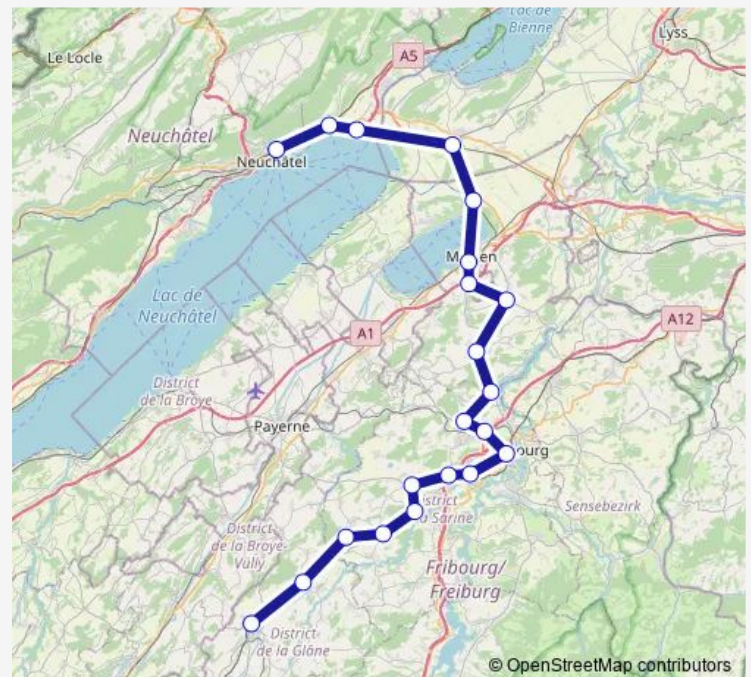 Lac de
Bienne
Le Locle
A5
Lyss
Neuchâtel
Neuchâtel
M
en
Lac de
Neuchâtel
A1
A12
District
de la Broye
Payerne
ourg
District
de la Broye-
Vully
Sarine
Sensebezirk
Fribourg/
Freiburg
District
de la Glâne
© OpenStreetMap contributors